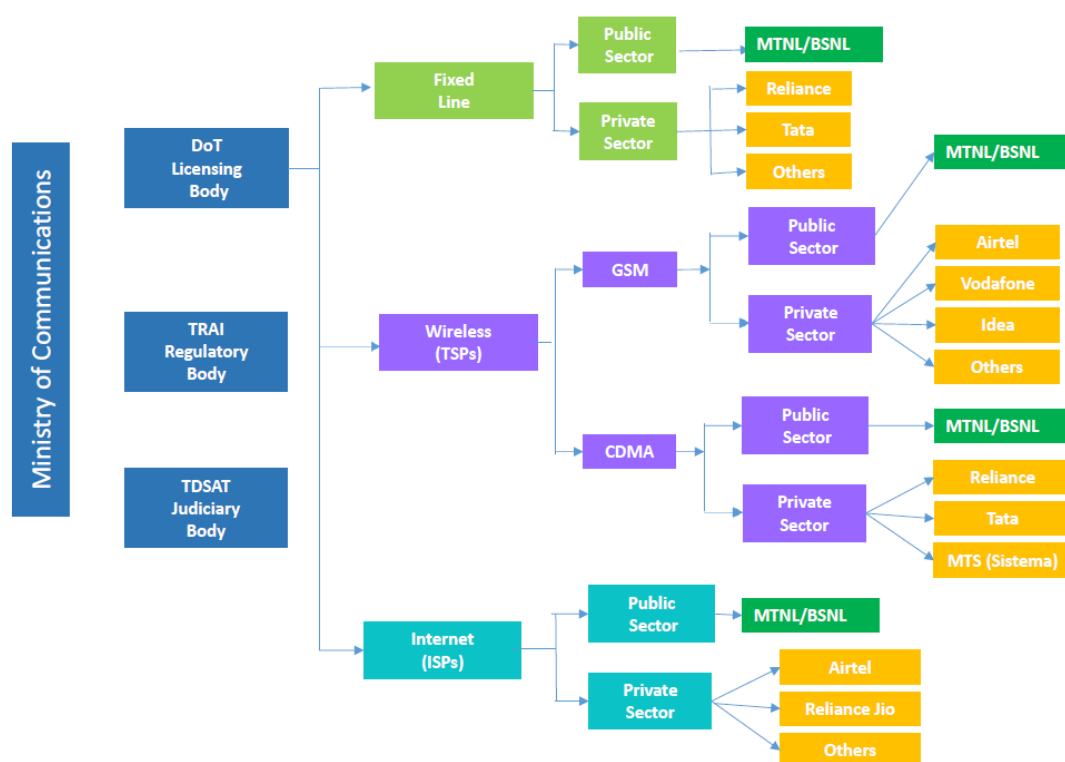 Ministry of Communications
DoT
Licensing
Body
TRAI
Regulatory
Body
TDSAT
Judiciary
Body
Fixed
Line
Public
Sector
MTNL/BSNL
Private
Sector
Reliance
Tata
Others
Wireless
(TSPs)
GSM
Public
Sector
MTNL/BSNL
Private
Sector
Airtel
Vodafone
Idea
Others
CDMA
Public
Sector
MTNL/BSNL
Private
Sector
Reliance
Tata
MTS (Sistema)
Internet
(ISPs)
Public
Sector
MTNL/BSNL
Private
Sector
Airtel
Reliance Jio
Others